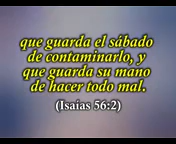 que guarda el sábado
de contaminarlo, y
que guarda su mano
de hacer todo mal.
(Isaías 56:2)